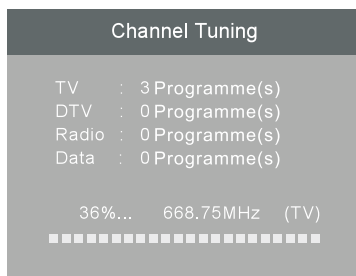 Channel Tuning
TV : 3 Programme(s)
DTV : 0 Programme(s)
Radio : 0 Programme(s)
Data : 0 Programme(s)
36%... 668.75MHz (TV)